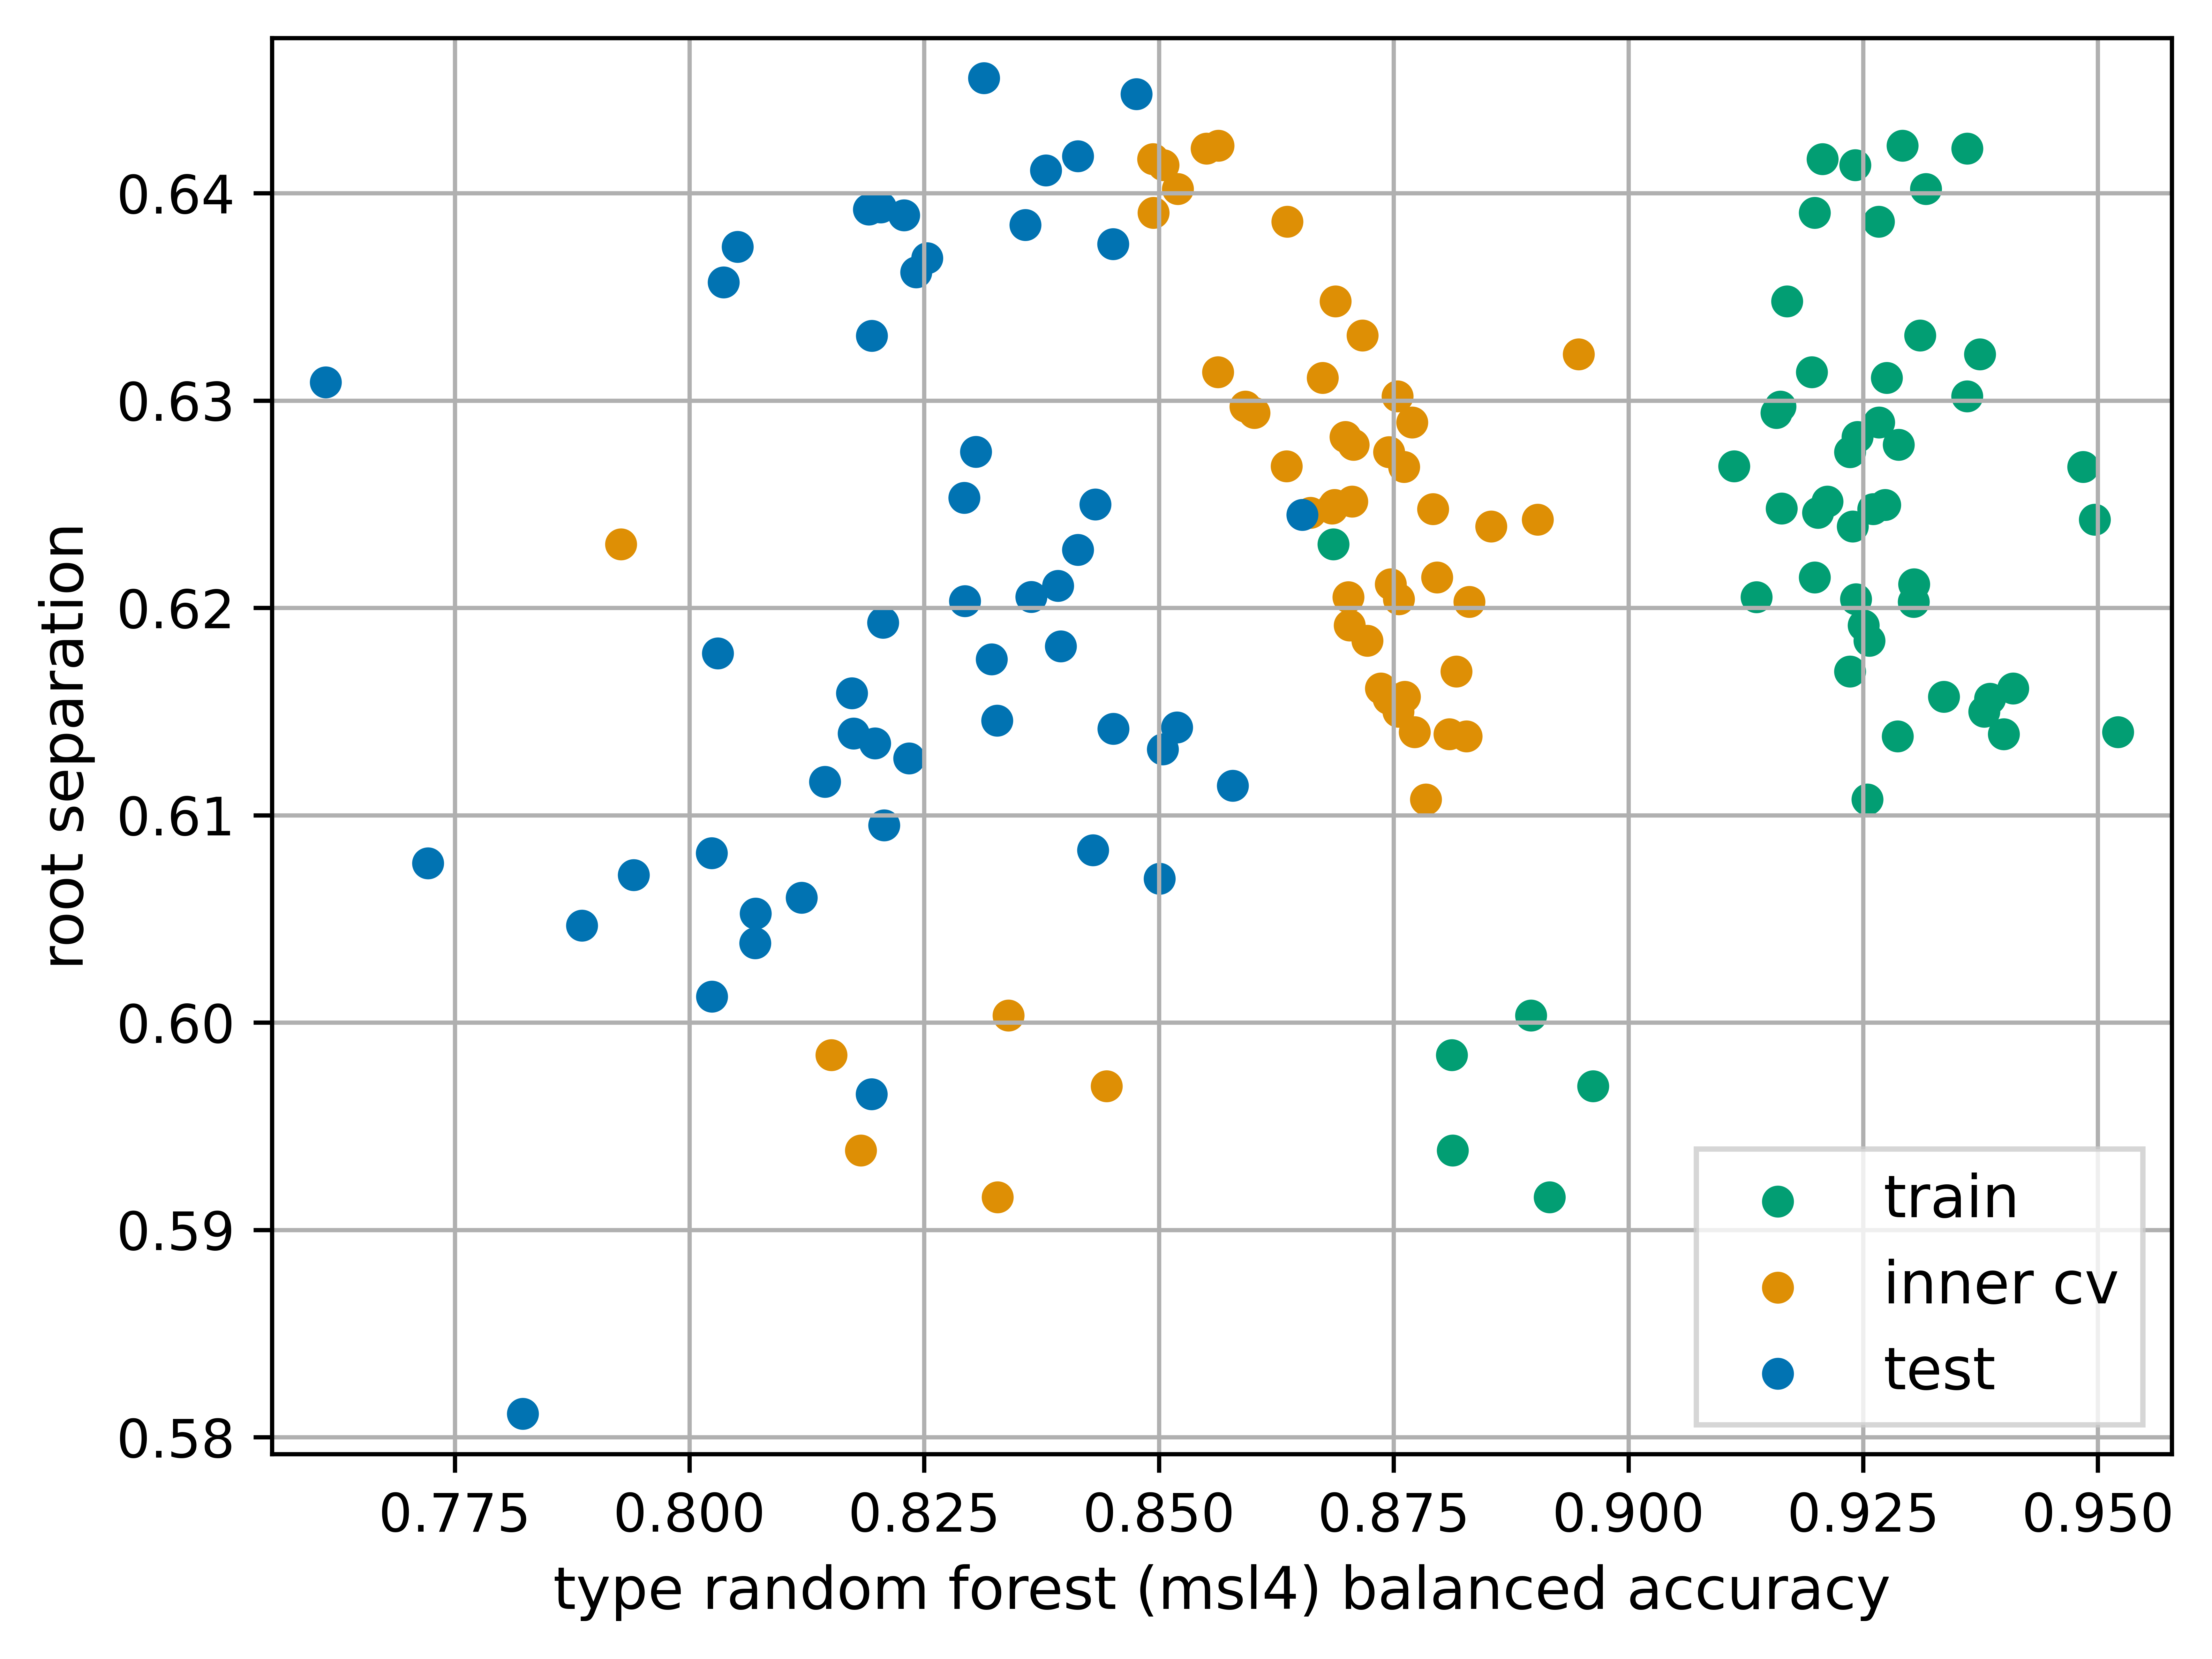 0.64
0.63
0.62
0.61
0.60
0.59
0.58
root separation
0.775 0.800 0.825 0.850 0.875 0.900 0.925 0.950
type random forest (msl4) balanced accuracy
train
inner cv
test